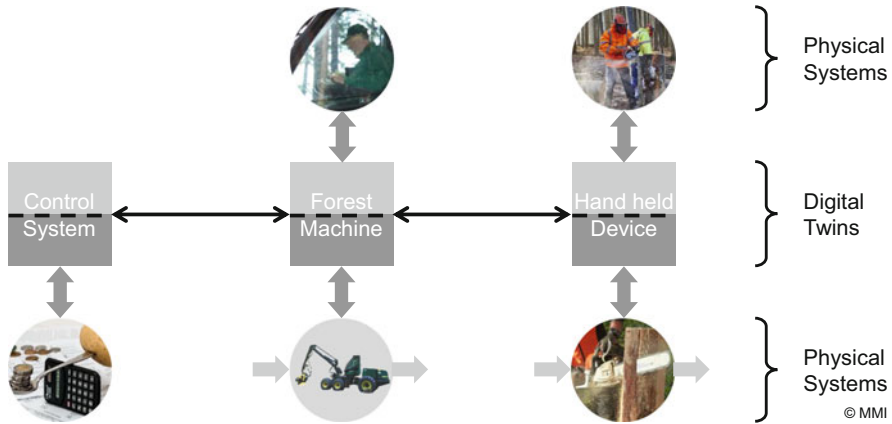 Physical
Systems
Control
System
Forest
Machine
Hand held
Device
Digital
Twins
Physical
Systems
© MMI